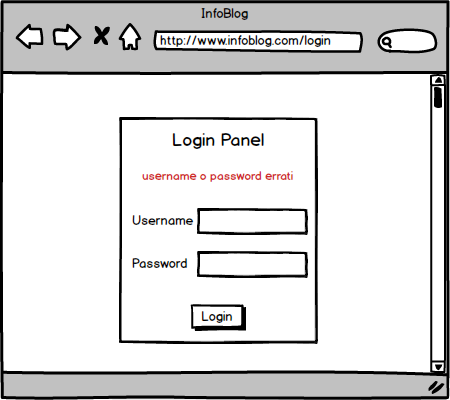 InfoBlog
http://www.infoblog.com/login
Login Panel
username o password errati
Username
Password
Login